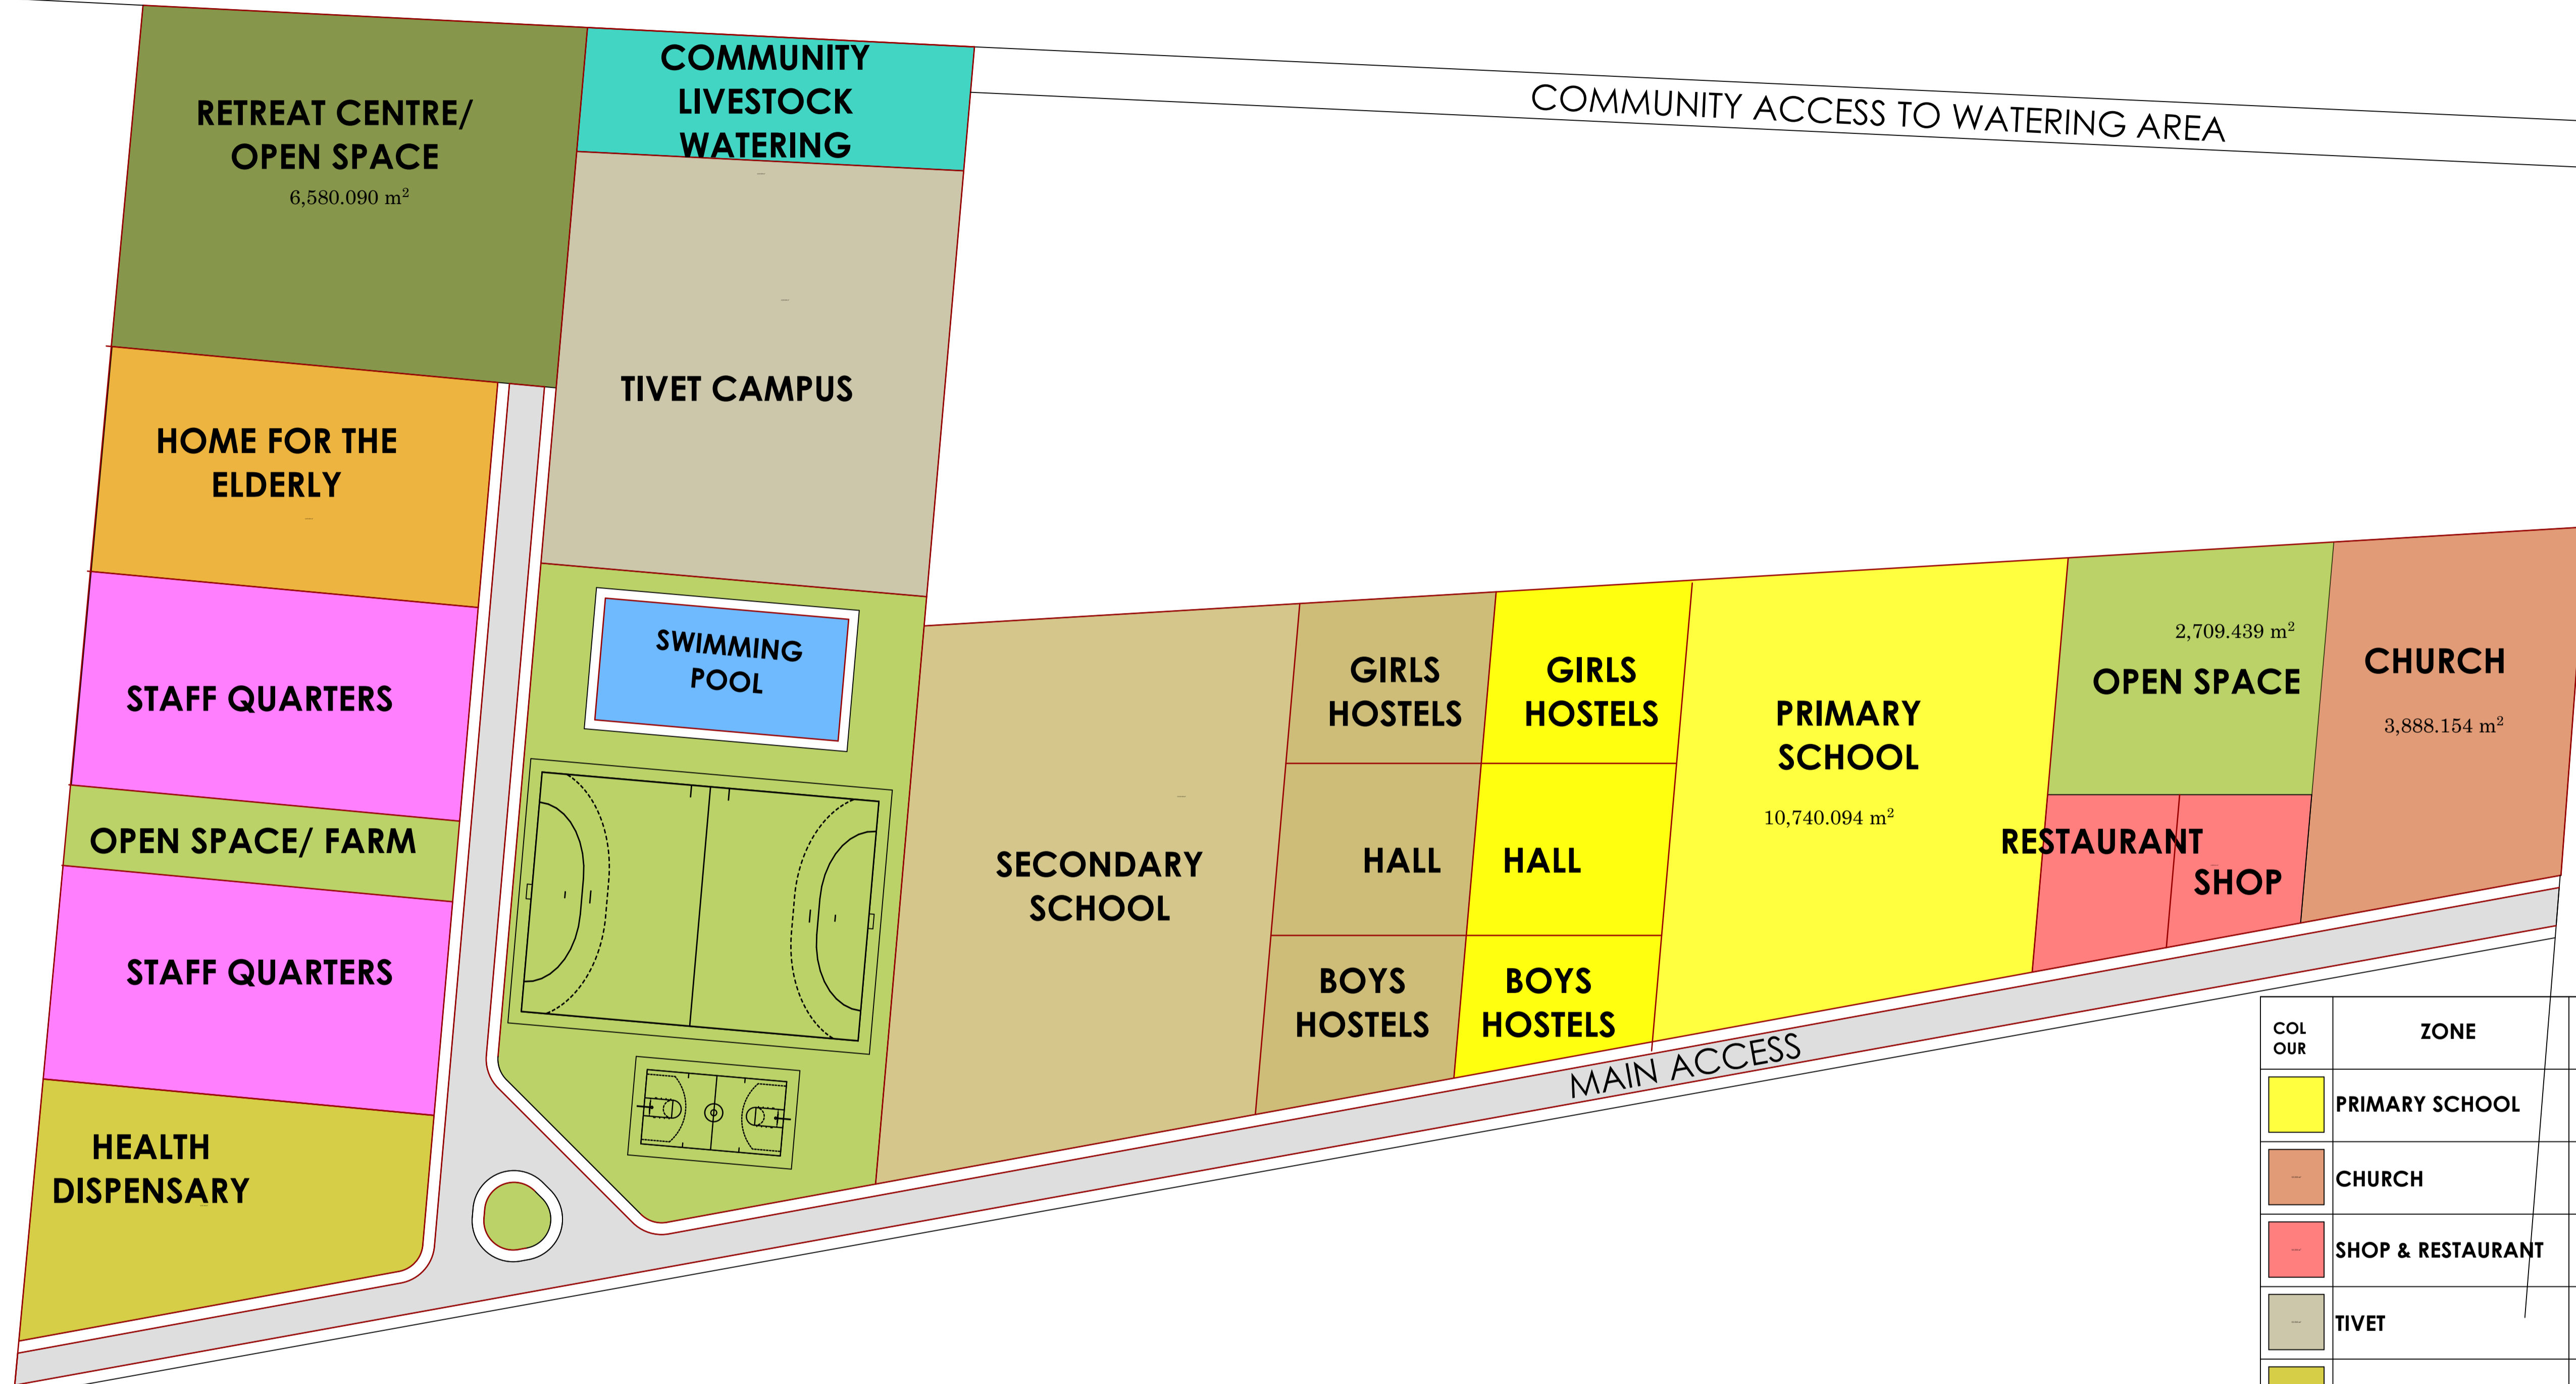 RETREAT CENTRE/
OPEN SPACE
6,580.090 m²
COMMUNITY
LIVESTOCK
WATERING
COMMUNITY ACCESS TO WATERING AREA
TIVET CAMPUS
HOME FOR THE
ELDERLY
STAFF QUARTERS
OPEN SPACE/ FARM
STAFF QUARTERS
HEALTH
DISPENSARY
SWIMMING
POOL
SECONDARY
SCHOOL
GIRLS
HOSTELS
HALL
BOYS
HOSTELS
GIRLS
HOSTELS
HALL
BOYS
HOSTELS
PRIMARY
SCHOOL
10,740.094 m²
2,709.439 m²
OPEN SPACE
RESTAURANT
SHOP
CHURCH
3,888.154 m²
MAIN ACCESS
COL
OUR
ZONE
PRIMARY SCHOOL
CHURCH
SHOP & RESTAURANT
TIVET